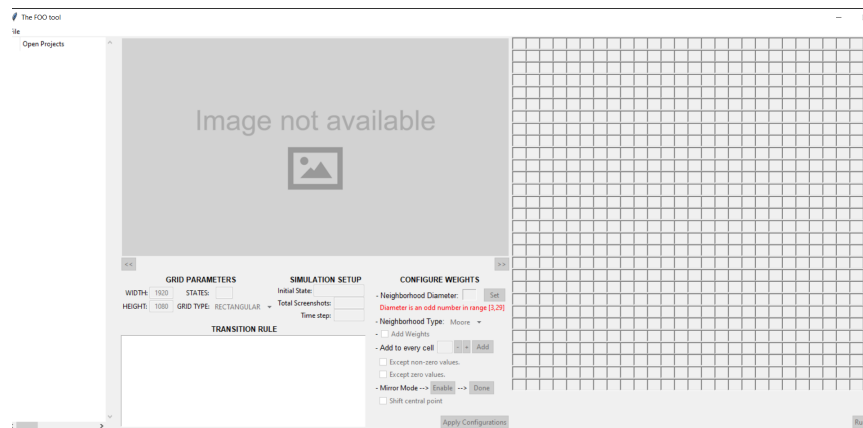 The FOO tool
ile
Open Projects
Image not available
<< >>
GRID PARAMETERS SIMULATION SETUP CONFIGURE WEIGHTS
WIDTH: 1920 STATES: Initial State:
- Neighborhood Diameter: Set
HEIGHT: 1080 GRID TYPE: RECTANGULAR Total Screenshots:
Diameter is an odd number in range [3,29]
Time step:
- Neighborhood Type: Moore
TRANSITION RULE
- Add Weights
- Add to every cell - + Add
Except non-zero values.
Except zero values.
- Mirror Mode --> Enable --> Done
Shift central point
Apply Configurations
Ru